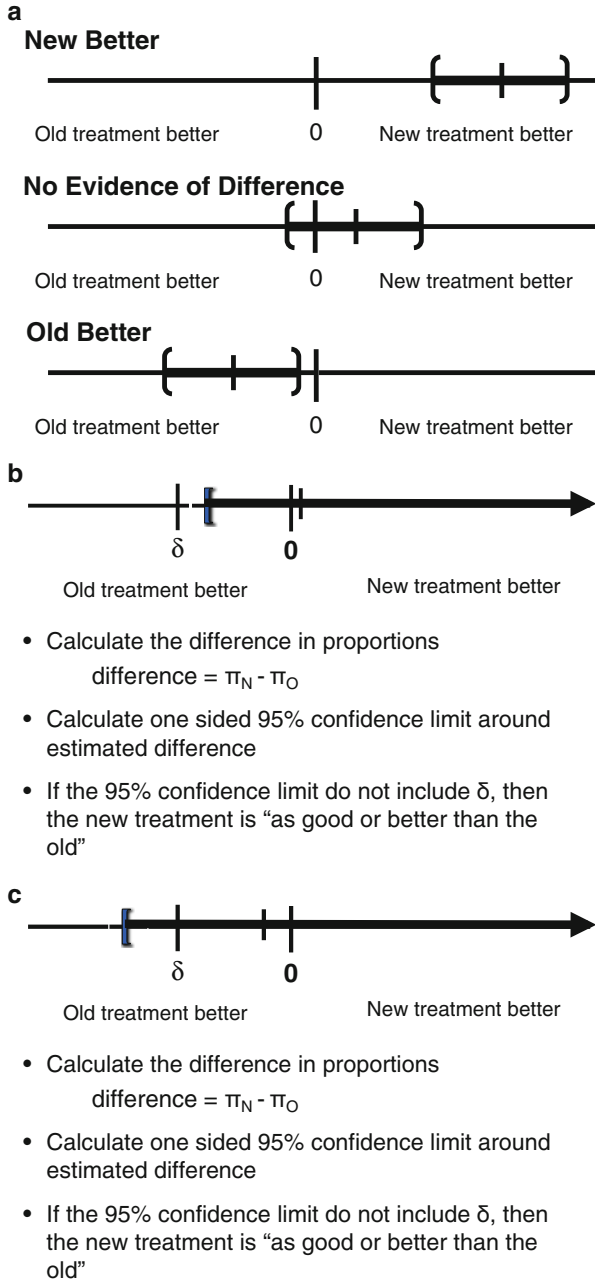 a
New Better
Old treatment better 0 New treatment better
No Evidence of Difference
Old treatment better 0 New treatment better
Old Better
Old treatment better 0 New treatment better
b
δ 0
Old treatment better New treatment better
• Calculate the difference in proportions
difference = π_N - π_O
• Calculate one sided 95% confidence limit around
estimated difference
• If the 95% confidence limit do not include δ, then
the new treatment is “as good or better than the
old”
c
δ 0
Old treatment better New treatment better
• Calculate the difference in proportions
difference = π_N - π_O
• Calculate one sided 95% confidence limit around
estimated difference
• If the 95% confidence limit do not include δ, then
the new treatment is “as good or better than the
old”